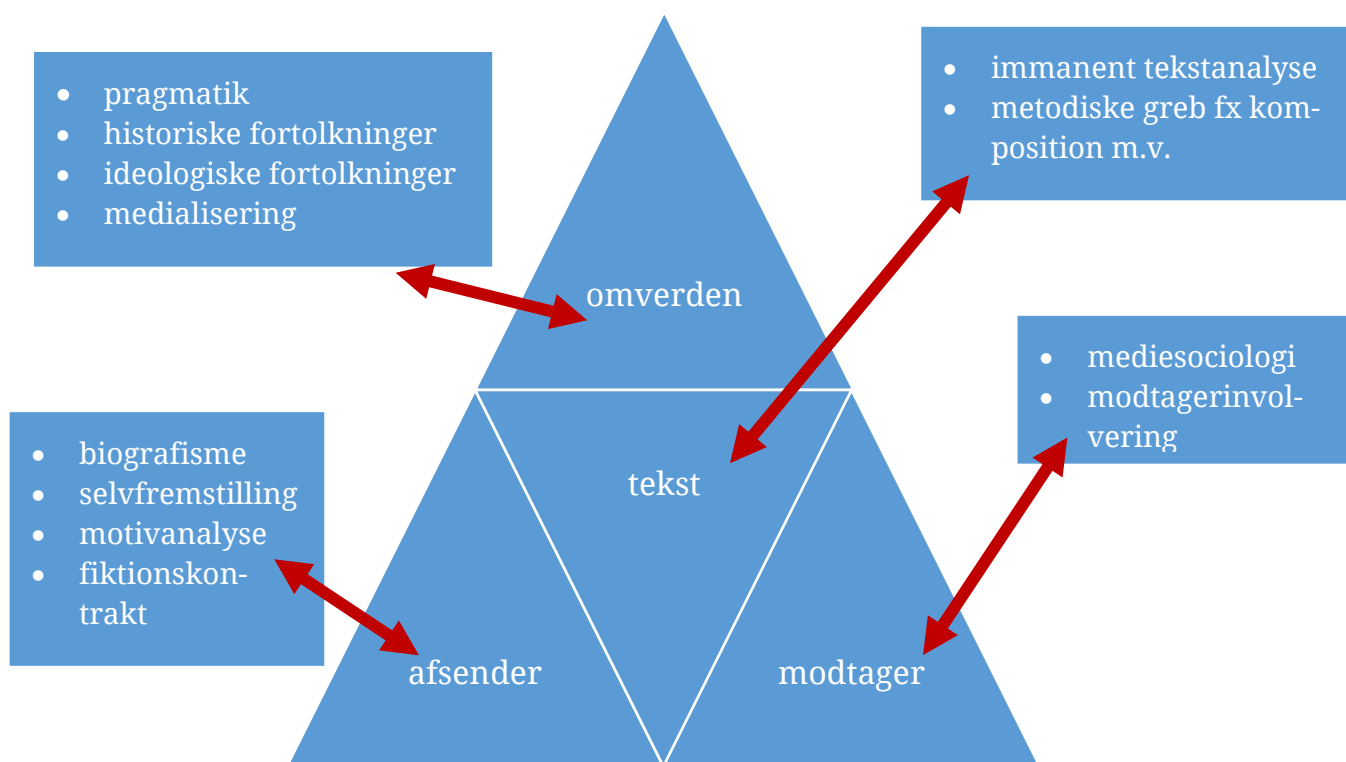 • pragmatik
• historiske fortolkninger
• ideologiske fortolkninger
• medialisering
• immanent tekstanalyse
• metodiske greb fx kom-
position m.v.
omverden
• mediesociologi
• modtagerinvol-
vering
• biografisme
• selvfremstilling
• motivanalyse
• fiktionskon-
trakt
tekst
afsender
modtager